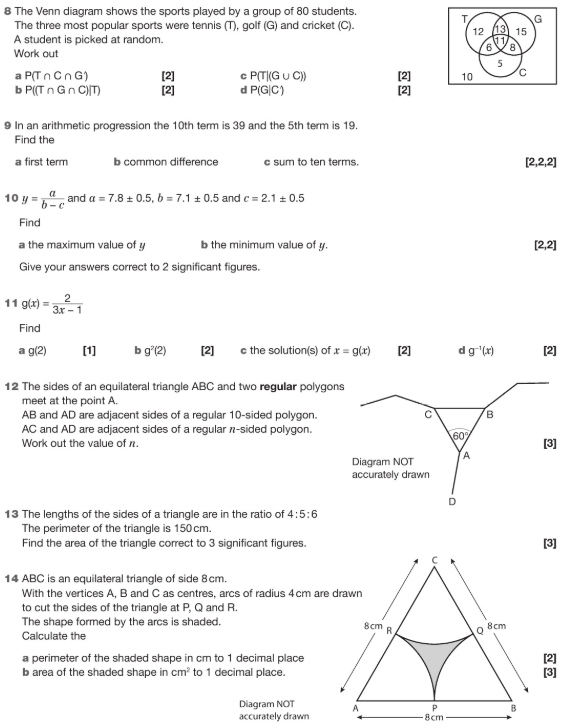 8 The Venn diagram shows the sports played by a group of 80 students.
The three most popular sports were tennis (T), golf (G) and cricket (C).
A student is picked at random.
Work out
a P(T ∩ C ∩ G′) [2] c P(T|(G ∪ C)) [2]
b P((T ∩ G ∩ C)|T) [2] d P(G|C′) [2]
T G
12 13 15
11
6 8
5
C
10
9 In an arithmetic progression the 10th term is 39 and the 5th term is 19.
Find the
a first term b common difference c sum to ten terms. [2,2,2]
10 y = a/(b – c) and a = 7.8 ± 0.5, b = 7.1 ± 0.5 and c = 2.1 ± 0.5
Find
a the maximum value of y b the minimum value of y. [2,2]
Give your answers correct to 2 significant figures.
11 g(x) = 2/(3x – 1)
Find
a g(2) [1] b g²(2) [2] c the solution(s) of x = g(x) [2] d g⁻¹(x) [2]
12 The sides of an equilateral triangle ABC and two regular polygons
meet at the point A.
AB and AD are adjacent sides of a regular 10-sided polygon.
AC and AD are adjacent sides of a regular n-sided polygon.
Work out the value of n. [3]
C B
60°
A
D
Diagram NOT
accurately drawn
13 The lengths of the sides of a triangle are in the ratio of 4:5:6
The perimeter of the triangle is 150 cm.
Find the area of the triangle correct to 3 significant figures. [3]
14 ABC is an equilateral triangle of side 8 cm.
With the vertices A, B and C as centres, arcs of radius 4 cm are drawn
to cut the sides of the triangle at P, Q and R.
The shape formed by the arcs is shaded.
Calculate the
a perimeter of the shaded shape in cm to 1 decimal place [2]
b area of the shaded shape in cm² to 1 decimal place. [3]
C
8 cm R Q 8 cm
A P B
8 cm
Diagram NOT
accurately drawn